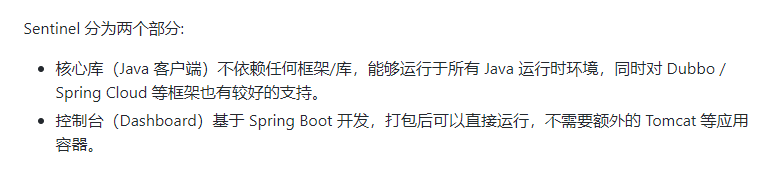 Sentinel 分为两个部分:
核心库（Java 客户端）不依赖任何框架/库，能够运行于所有 Java 运行时环境，同时对 Dubbo /
Spring Cloud 等框架也有较好的支持。
控制台（Dashboard）基于 Spring Boot 开发，打包后可以直接运行，不需要额外的 Tomcat 等应用
容器。